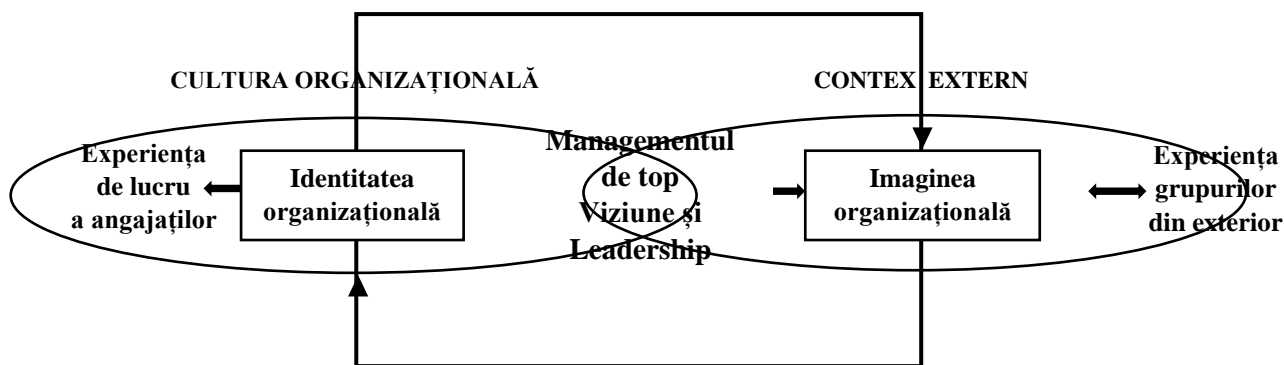 CULTURA ORGANIZAȚIONALĂ
CONTEX EXTERN
Experiența
de lucru
a angajaților
Identitatea
organizațională
Managementul
de top
Viziune și
Leadership
Imaginea
organizațională
Experiența
grupurilor
din exterior